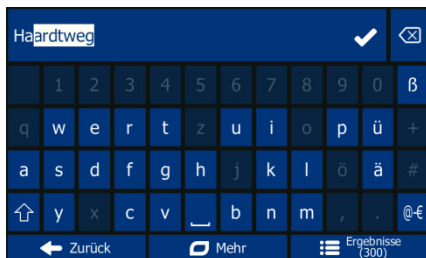 Haardtweg
1 2 3 4 5 6 7 8 9 0 ß
q w e r t z u i o p ü +
a s d f g h j k l ö ä #
y x c v b n m , . @-€
Zurück Mehr Ergebnisse
(300)